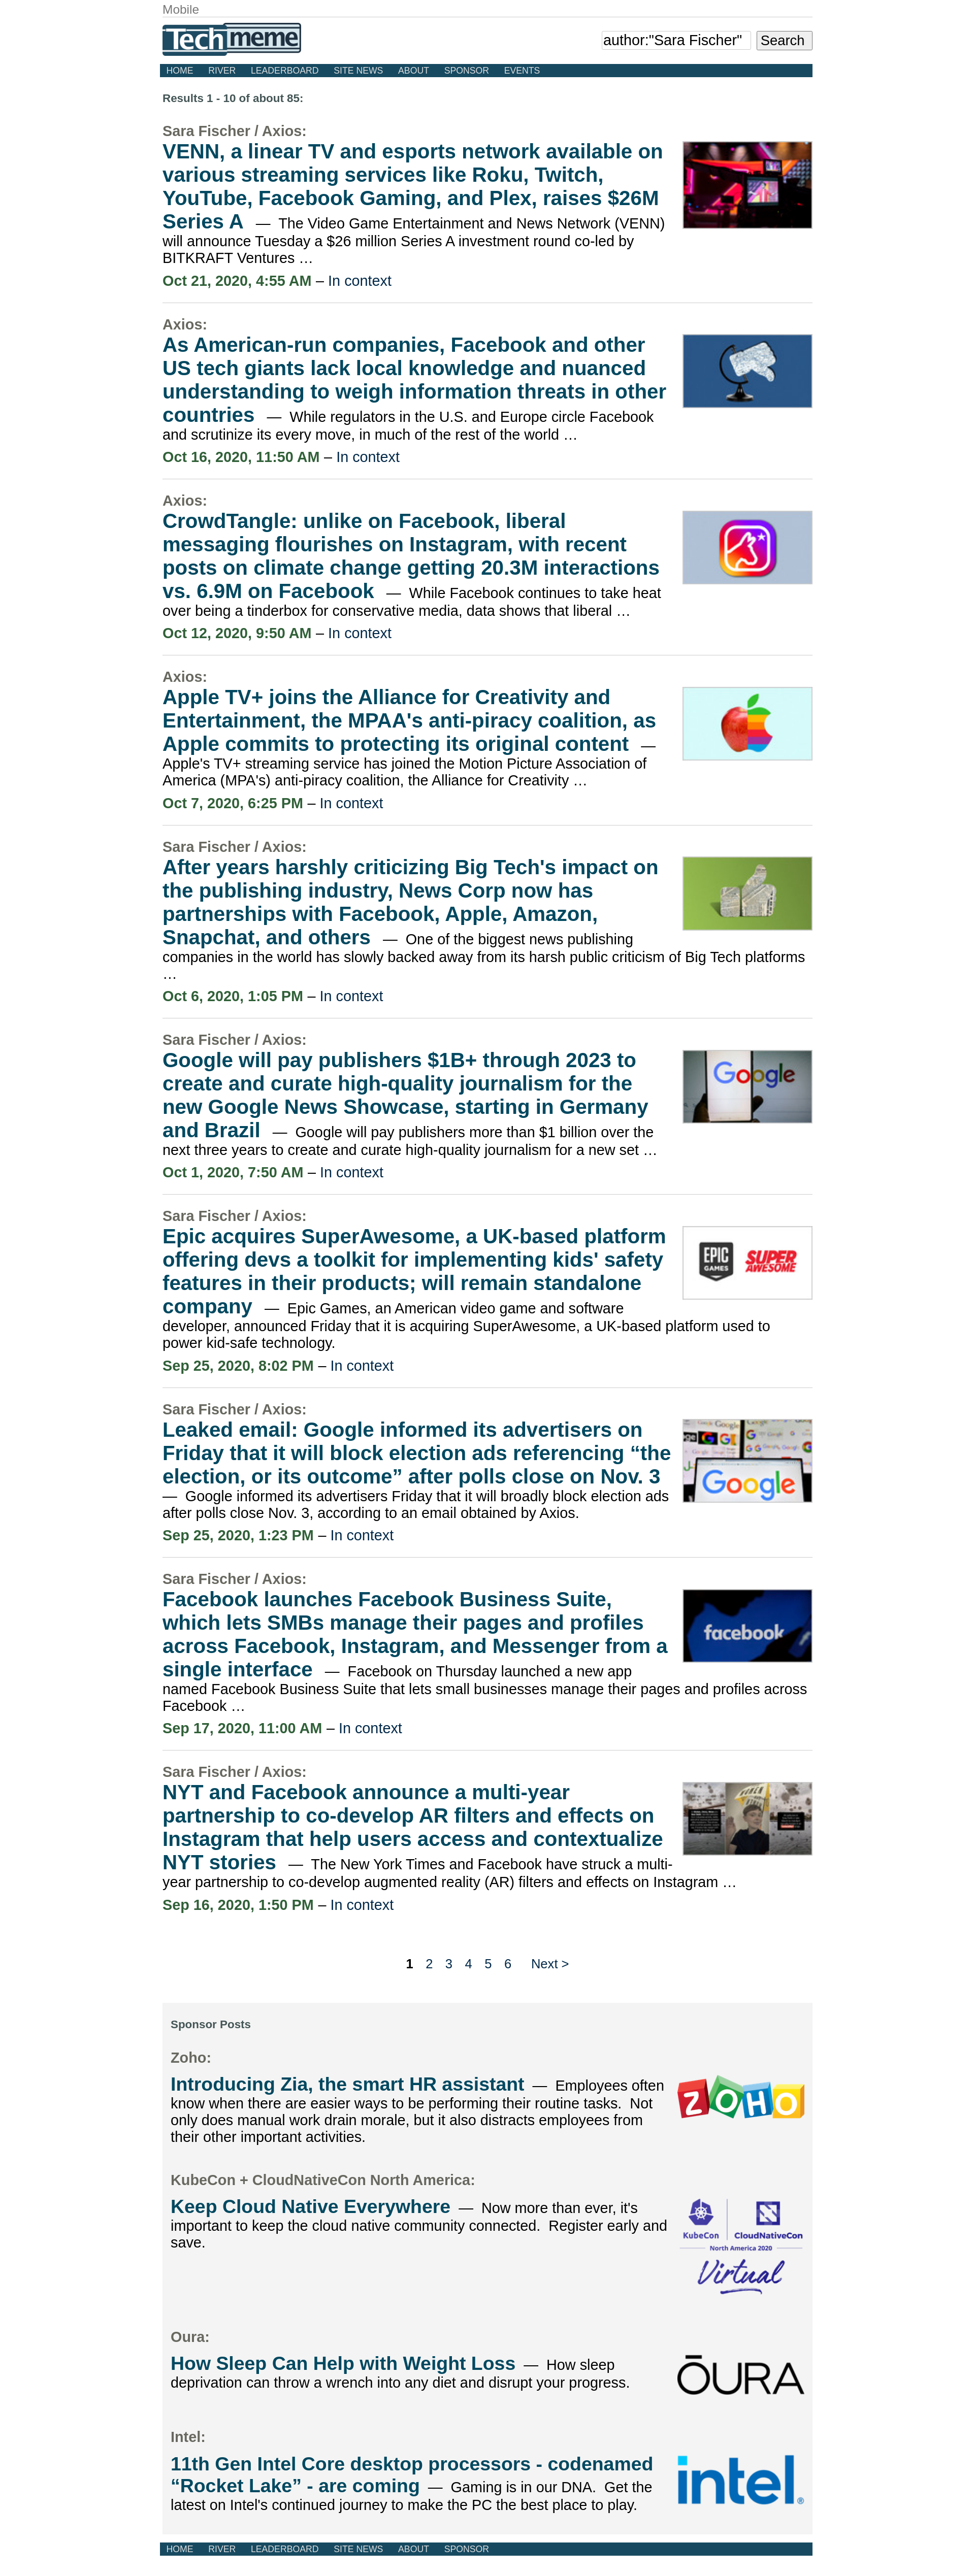 Mobile
Techmeme
author:"Sara Fischer"
Search
HOME RIVER LEADERBOARD SITE NEWS ABOUT SPONSOR EVENTS
Results 1 - 10 of about 85:
Sara Fischer / Axios:
VENN, a linear TV and esports network available on
various streaming services like Roku, Twitch,
YouTube, Facebook Gaming, and Plex, raises $26M
Series A — The Video Game Entertainment and News Network (VENN)
will announce Tuesday a $26 million Series A investment round co-led by
BITKRAFT Ventures …
Oct 21, 2020, 4:55 AM – In context
Axios:
As American-run companies, Facebook and other
US tech giants lack local knowledge and nuanced
understanding to weigh information threats in other
countries — While regulators in the U.S. and Europe circle Facebook
and scrutinize its every move, in much of the rest of the world …
Oct 16, 2020, 11:50 AM – In context
Axios:
CrowdTangle: unlike on Facebook, liberal
messaging flourishes on Instagram, with recent
posts on climate change getting 20.3M interactions
vs. 6.9M on Facebook — While Facebook continues to take heat
over being a tinderbox for conservative media, data shows that liberal …
Oct 12, 2020, 9:50 AM – In context
Axios:
Apple TV+ joins the Alliance for Creativity and
Entertainment, the MPAA's anti-piracy coalition, as
Apple commits to protecting its original content —
Apple's TV+ streaming service has joined the Motion Picture Association of
America (MPA's) anti-piracy coalition, the Alliance for Creativity …
Oct 7, 2020, 6:25 PM – In context
Sara Fischer / Axios:
After years harshly criticizing Big Tech's impact on
the publishing industry, News Corp now has
partnerships with Facebook, Apple, Amazon,
Snapchat, and others — One of the biggest news publishing
companies in the world has slowly backed away from its harsh public criticism of Big Tech platforms
…
Oct 6, 2020, 1:05 PM – In context
Sara Fischer / Axios:
Google will pay publishers $1B+ through 2023 to
create and curate high-quality journalism for the
new Google News Showcase, starting in Germany
and Brazil — Google will pay publishers more than $1 billion over the
next three years to create and curate high-quality journalism for a new set …
Google
Oct 1, 2020, 7:50 AM – In context
Sara Fischer / Axios:
Epic acquires SuperAwesome, a UK-based platform
offering devs a toolkit for implementing kids' safety
features in their products; will remain standalone
company — Epic Games, an American video game and software
developer, announced Friday that it is acquiring SuperAwesome, a UK-based platform used to
power kid-safe technology.
EPIC GAMES
SUPER AWESOME
Sep 25, 2020, 8:02 PM – In context
Sara Fischer / Axios:
Leaked email: Google informed its advertisers on
Friday that it will block election ads referencing “the
election, or its outcome” after polls close on Nov. 3
— Google informed its advertisers Friday that it will broadly block election ads
after polls close Nov. 3, according to an email obtained by Axios.
Google
Sep 25, 2020, 1:23 PM – In context
Sara Fischer / Axios:
Facebook launches Facebook Business Suite,
which lets SMBs manage their pages and profiles
across Facebook, Instagram, and Messenger from a
single interface — Facebook on Thursday launched a new app
named Facebook Business Suite that lets small businesses manage their pages and profiles across
Facebook …
facebook
Sep 17, 2020, 11:00 AM – In context
Sara Fischer / Axios:
NYT and Facebook announce a multi-year
partnership to co-develop AR filters and effects on
Instagram that help users access and contextualize
NYT stories — The New York Times and Facebook have struck a multi-
year partnership to co-develop augmented reality (AR) filters and effects on Instagram …
Sep 16, 2020, 1:50 PM – In context
1 2 3 4 5 6 Next >
Sponsor Posts
Zoho:
Introducing Zia, the smart HR assistant — Employees often
know when there are easier ways to be performing their routine tasks. Not
only does manual work drain morale, but it also distracts employees from
their other important activities.
ZOHO
KubeCon + CloudNativeCon North America:
Keep Cloud Native Everywhere — Now more than ever, it's
important to keep the cloud native community connected. Register early and
save.
KubeCon CloudNativeCon
North America 2020
Virtual
Oura:
How Sleep Can Help with Weight Loss — How sleep
deprivation can throw a wrench into any diet and disrupt your progress.
ŌURA
Intel:
11th Gen Intel Core desktop processors - codenamed
“Rocket Lake” - are coming — Gaming is in our DNA. Get the
latest on Intel's continued journey to make the PC the best place to play.
intel®
HOME RIVER LEADERBOARD SITE NEWS ABOUT SPONSOR